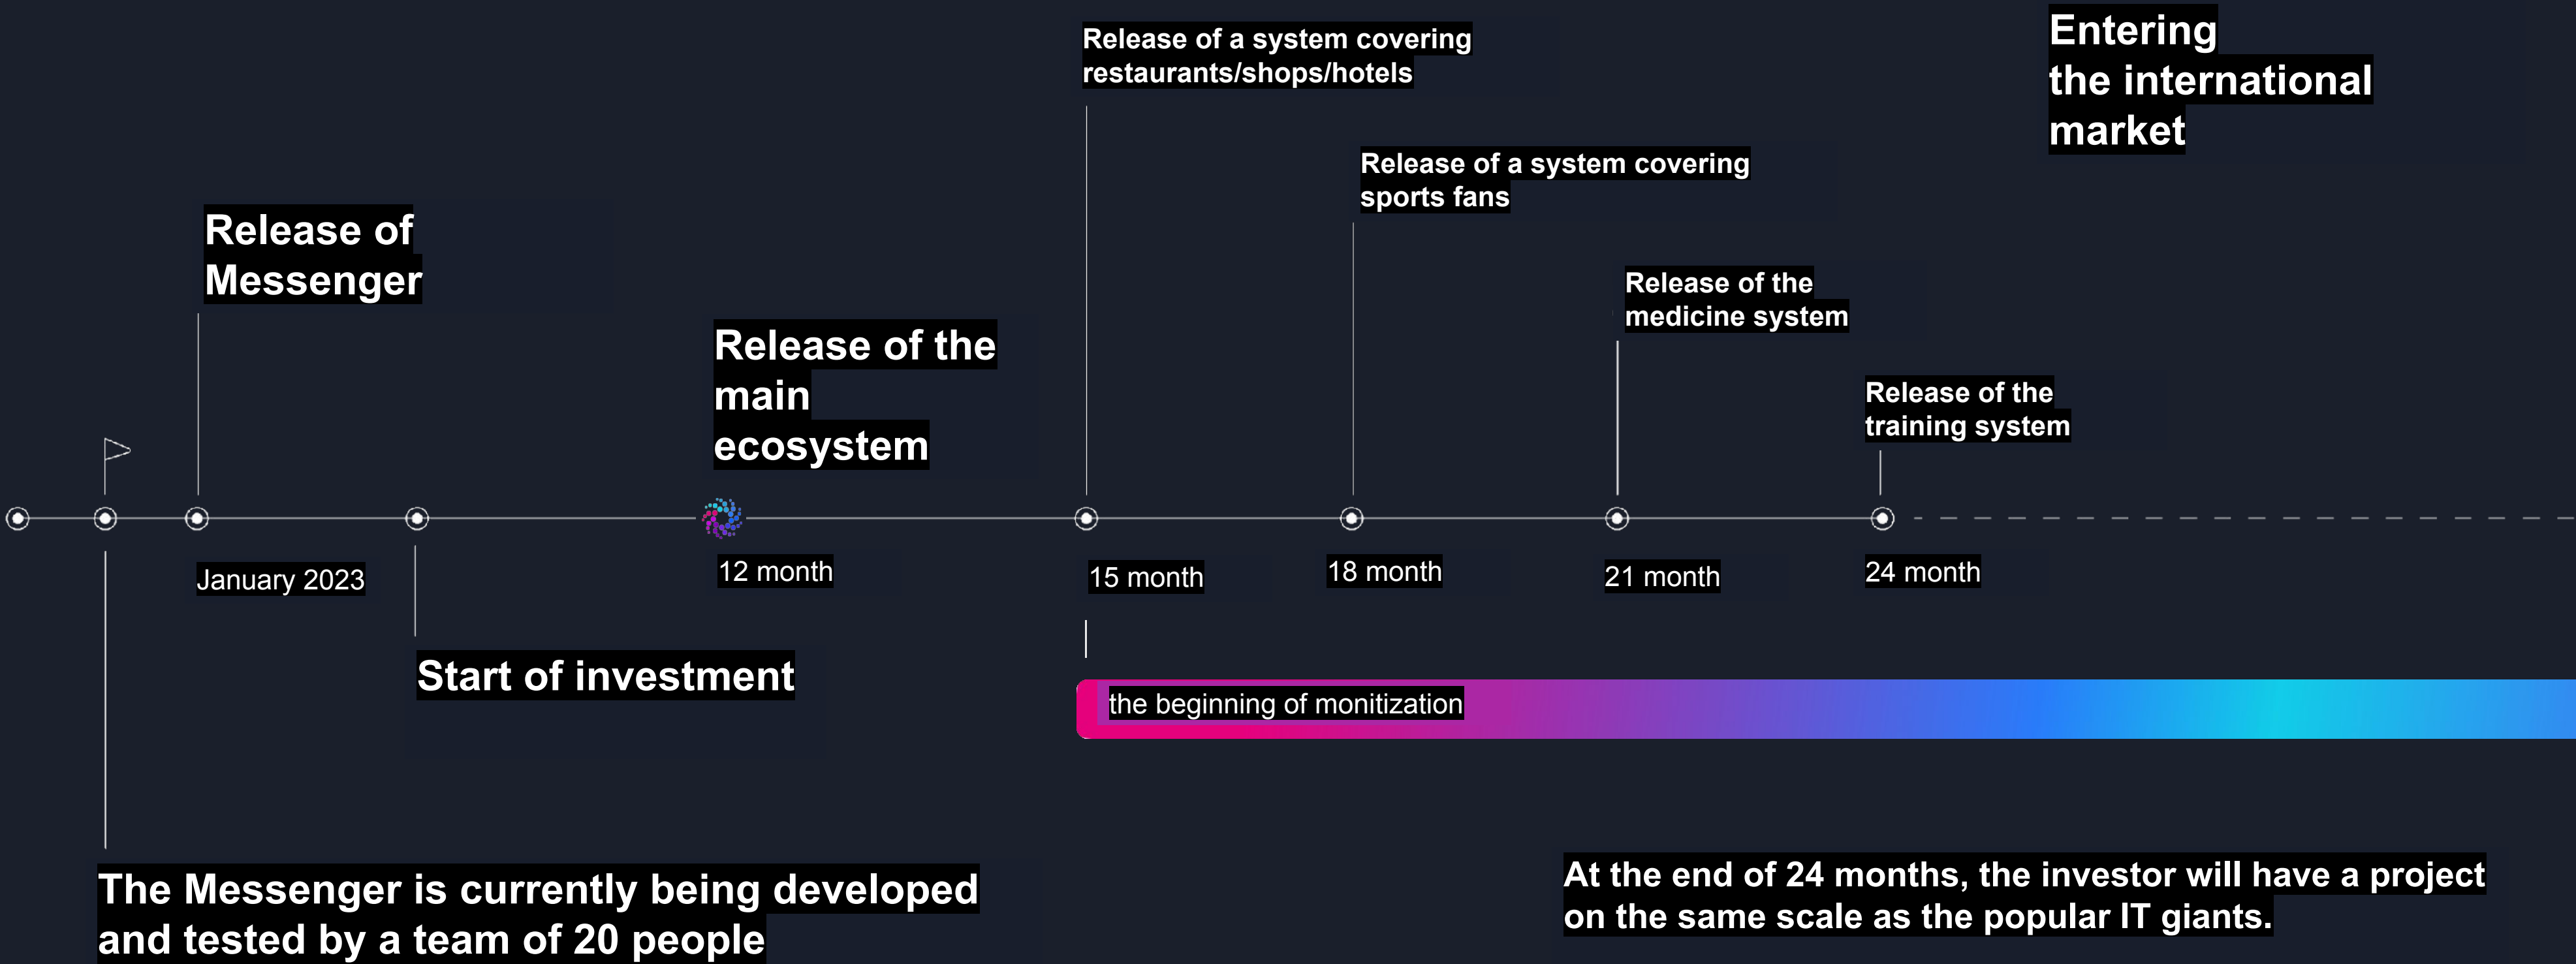 Release of a system covering
restaurants/shops/hotels
Entering
the international
market
Release of a system covering
sports fans
Release of
Messenger
Release of the
medicine system
Release of the
main
ecosystem
Release of the
training system
January 2023
12 month
15 month
18 month
21 month
24 month
Start of investment
the beginning of monitization
The Messenger is currently being developed
and tested by a team of 20 people
At the end of 24 months, the investor will have a project
on the same scale as the popular IT giants.